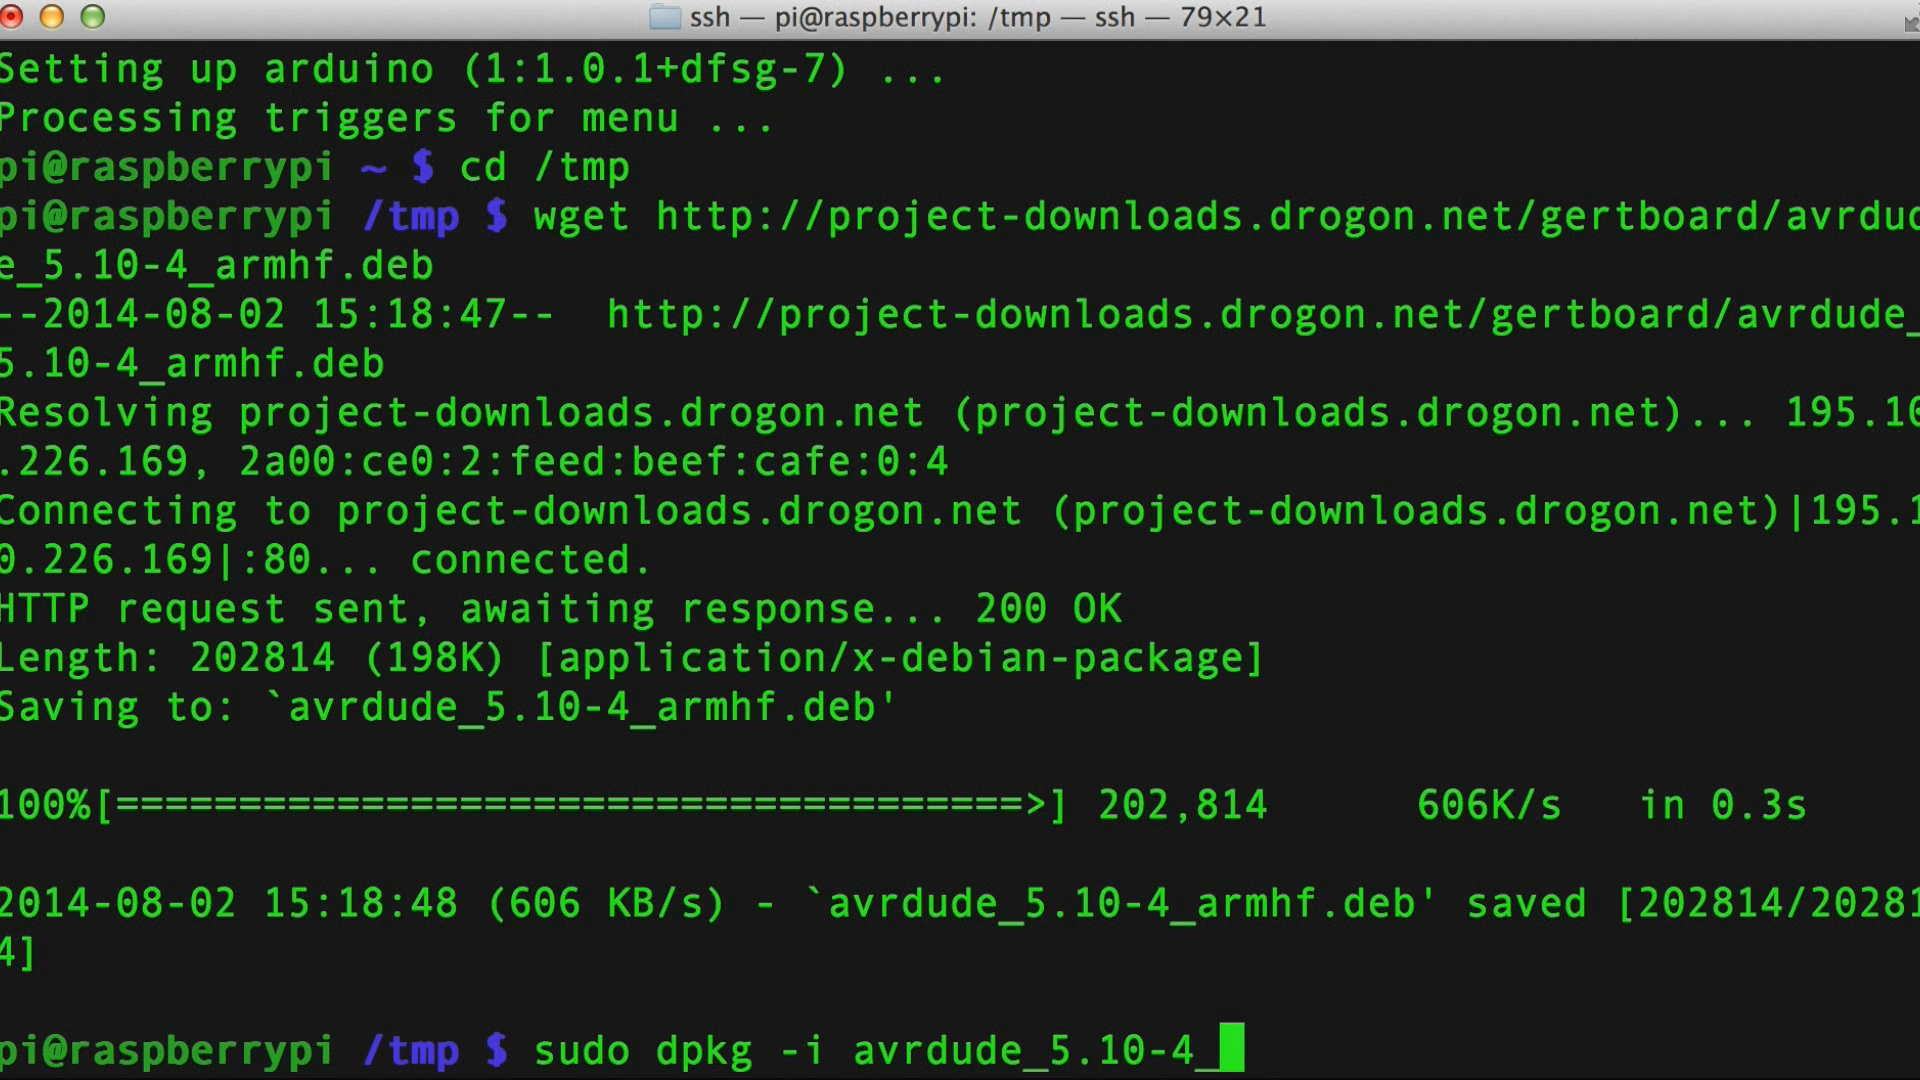 ssh — pi@raspberrypi: /tmp — ssh — 79×21
Setting up arduino (1:1.0.1+dfsg-7) ...
Processing triggers for menu ...
pi@raspberrypi ~ $ cd /tmp
pi@raspberrypi /tmp $ wget http://project-downloads.drogon.net/gertboard/avrdud
e_5.10-4_armhf.deb
--2014-08-02 15:18:47--  http://project-downloads.drogon.net/gertboard/avrdude_
5.10-4_armhf.deb
Resolving project-downloads.drogon.net (project-downloads.drogon.net)... 195.10
.226.169, 2a00:ce0:2:feed:beef:cafe:0:4
Connecting to project-downloads.drogon.net (project-downloads.drogon.net)|195.1
0.226.169|:80... connected.
HTTP request sent, awaiting response... 200 OK
Length: 202814 (198K) [application/x-debian-package]
Saving to: `avrdude_5.10-4_armhf.deb'
100%[=====================================>] 202,814      606K/s   in 0.3s
2014-08-02 15:18:48 (606 KB/s) - `avrdude_5.10-4_armhf.deb' saved [202814/20281
4]
pi@raspberrypi /tmp $ sudo dpkg -i avrdude_5.10-4_